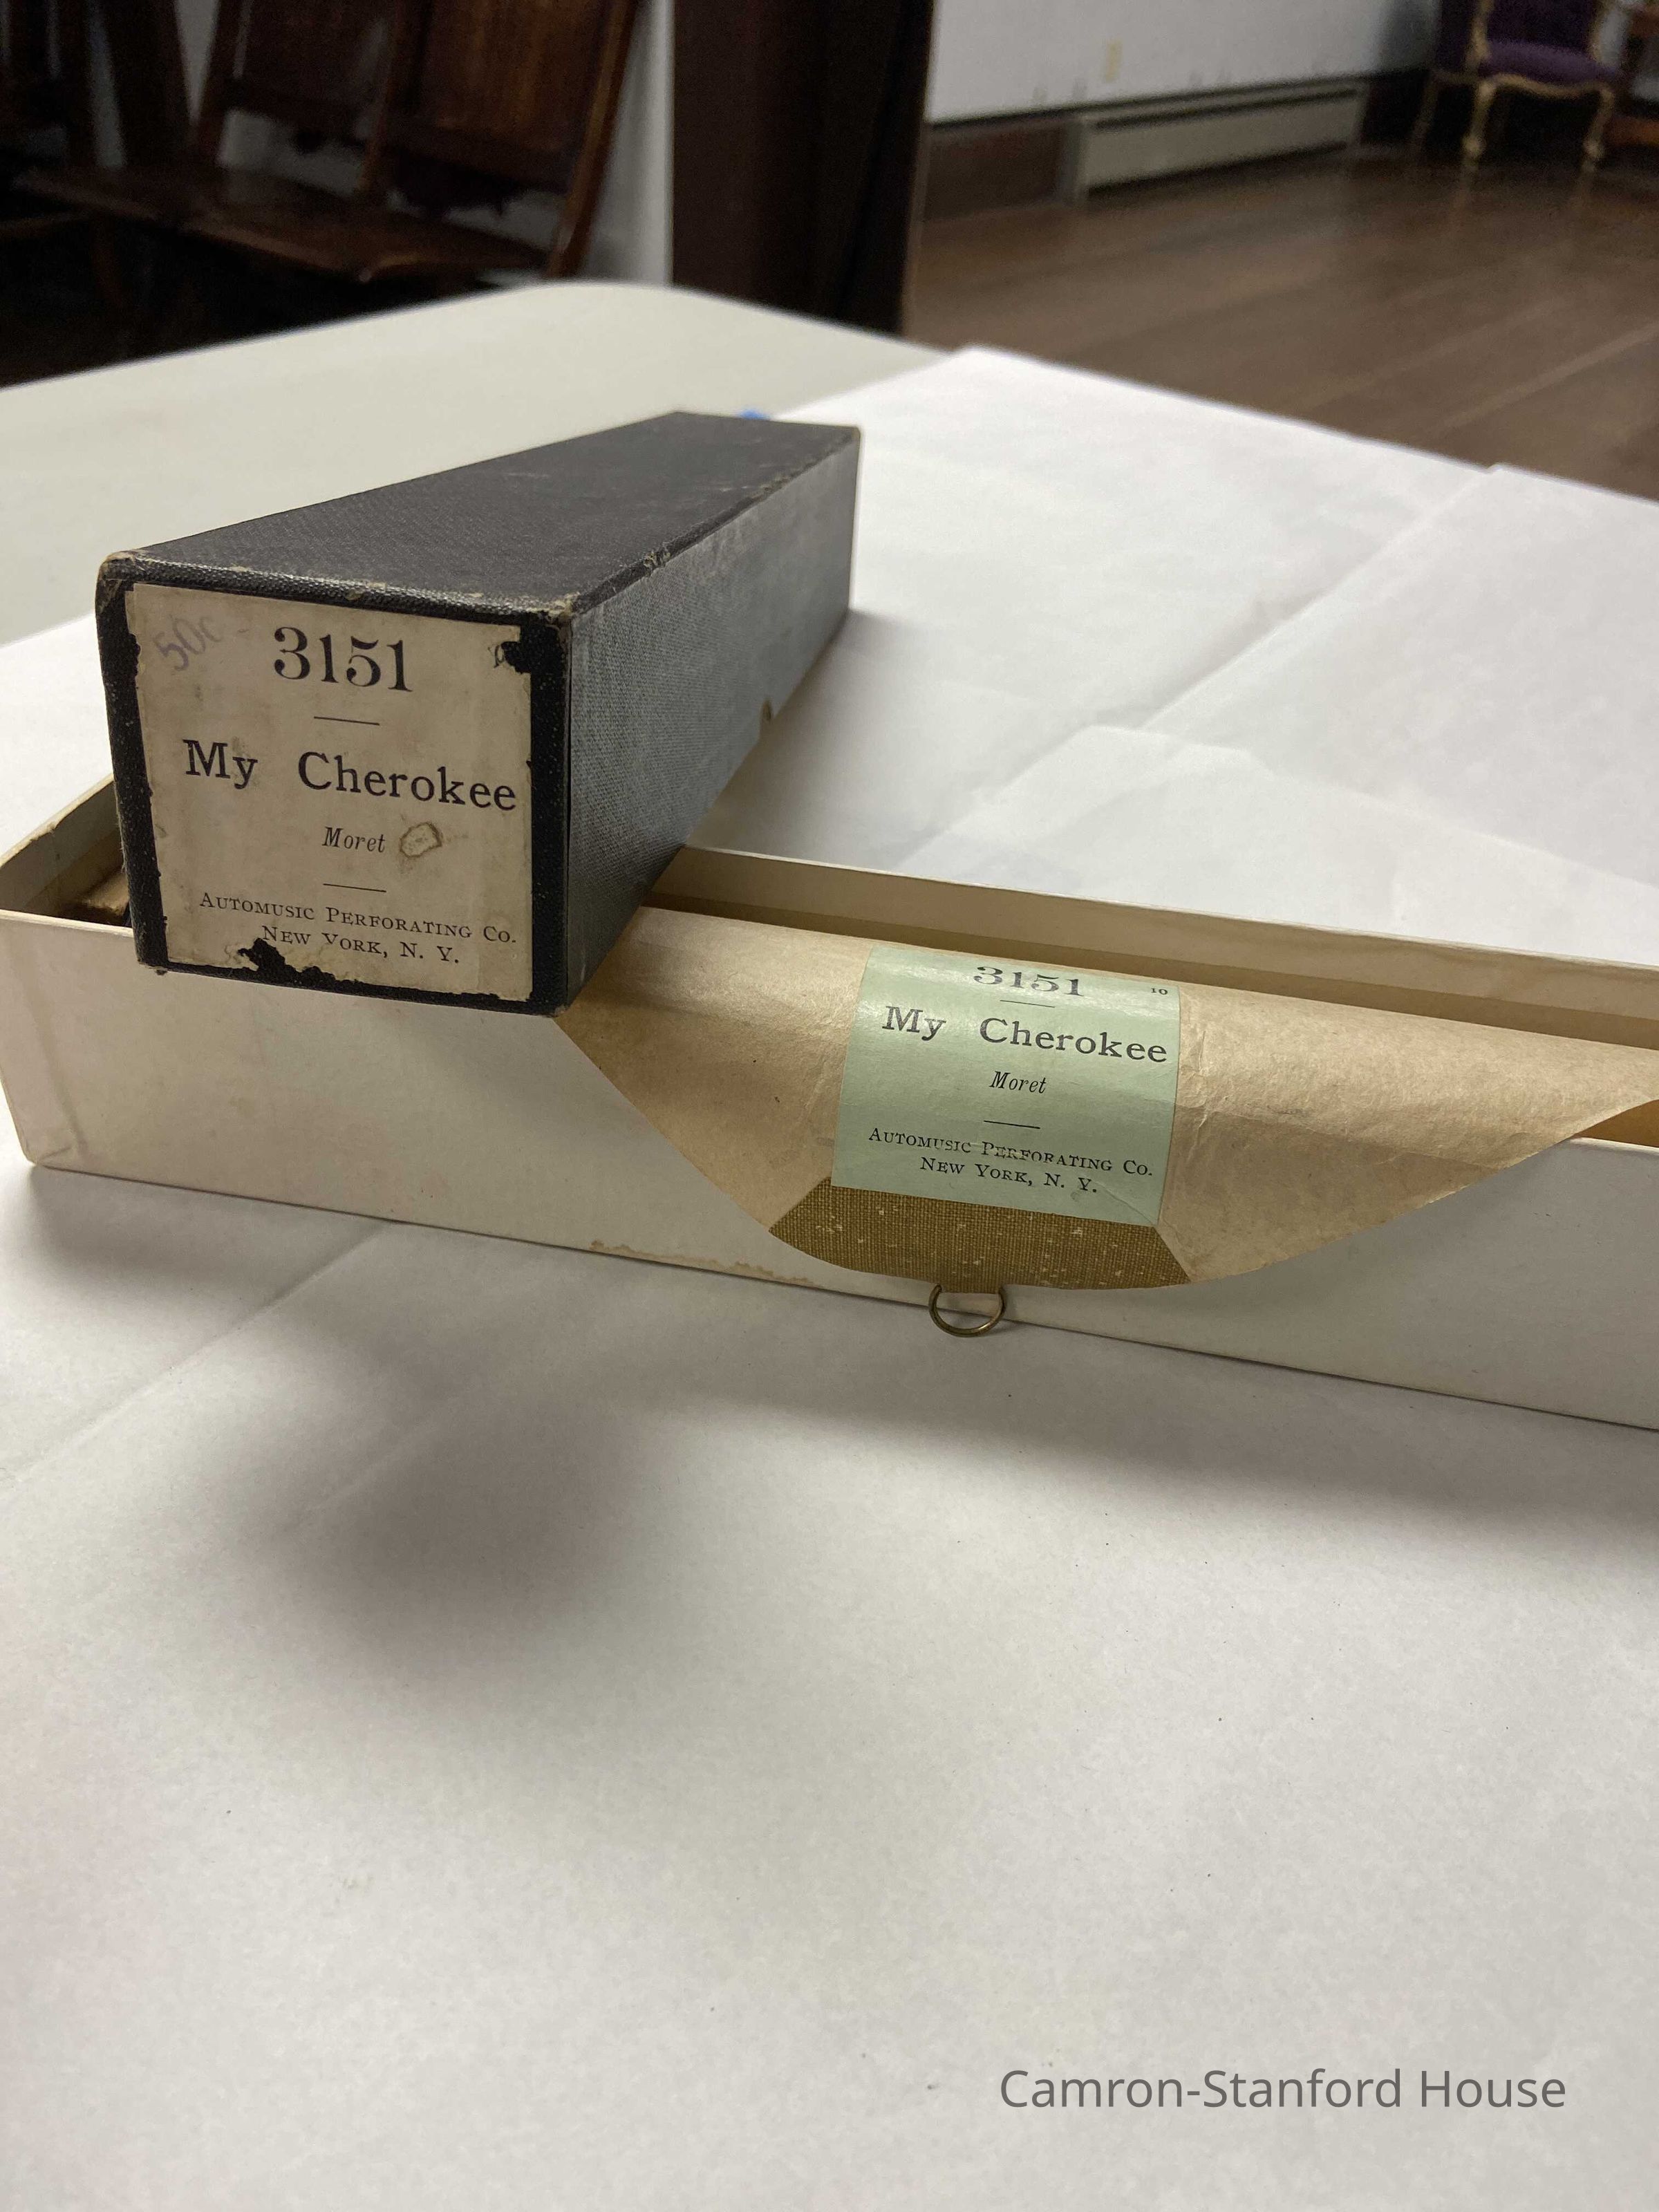 50c -
3151
My Cherokee
Moret
AUTOMUSIC PERFORATING CO.
NEW YORK, N. Y.
3151 10
My Cherokee
Moret
AUTOMUSIC PERFORATING CO.
NEW YORK, N. Y.
Camron-Stanford House